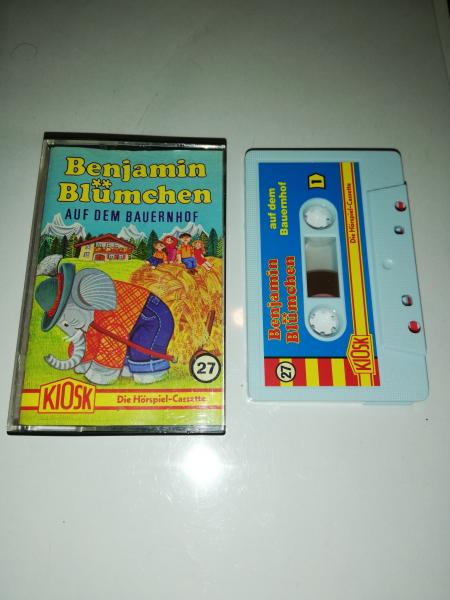 Benjamin
Blümchen
AUF DEM BAUERNHOF
27
KIOSK
Die Hörspiel-Cassette
Benjamin
Blümchen
auf dem
Bauernhof
1
27
KIOSK
Die Hörspiel-Cassette